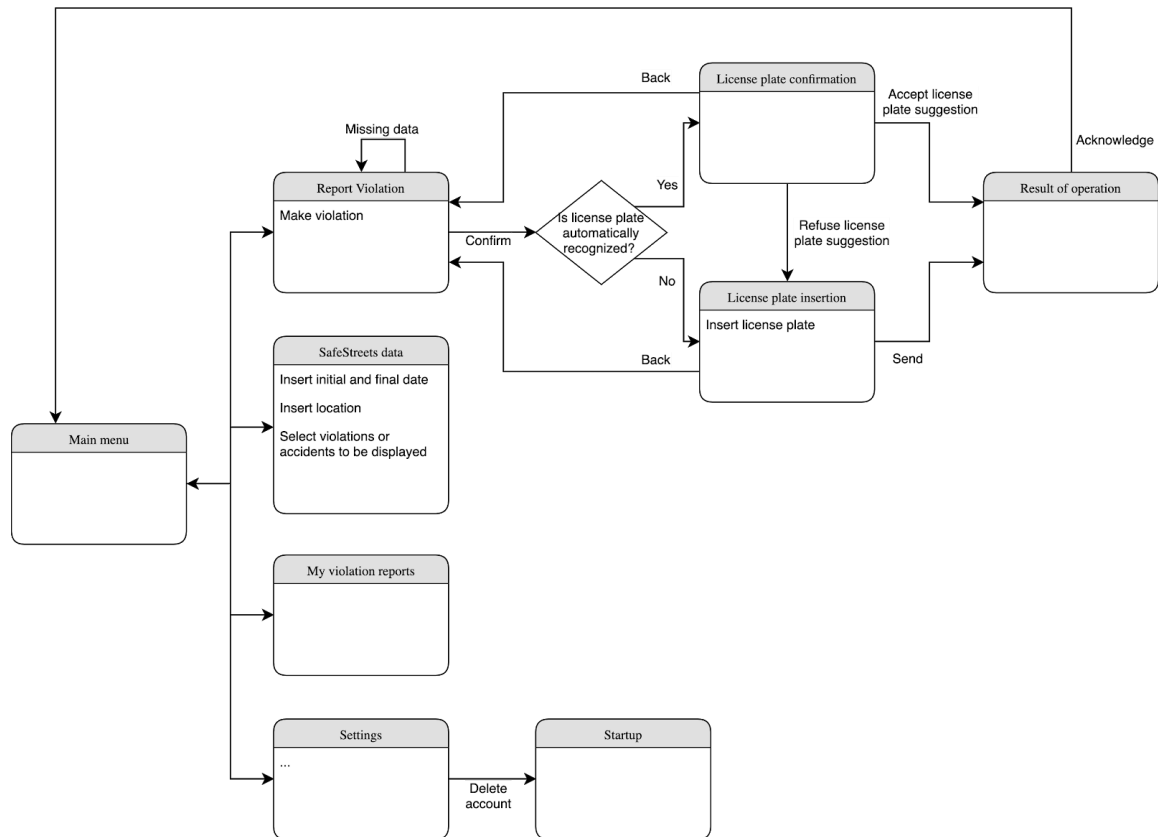 License plate confirmation
Back
Accept license
plate suggestion
Missing data
Acknowledge
Report Violation
Make violation
Yes
Result of operation
Is license plate
automatically
recognized?
Confirm
Refuse license
plate suggestion
No
License plate insertion
Insert license plate
Back
Send
SafeStreets data
Insert initial and final date
Insert location
Select violations or
accidents to be displayed
Main menu
My violation reports
Settings
...
Delete
account
Startup